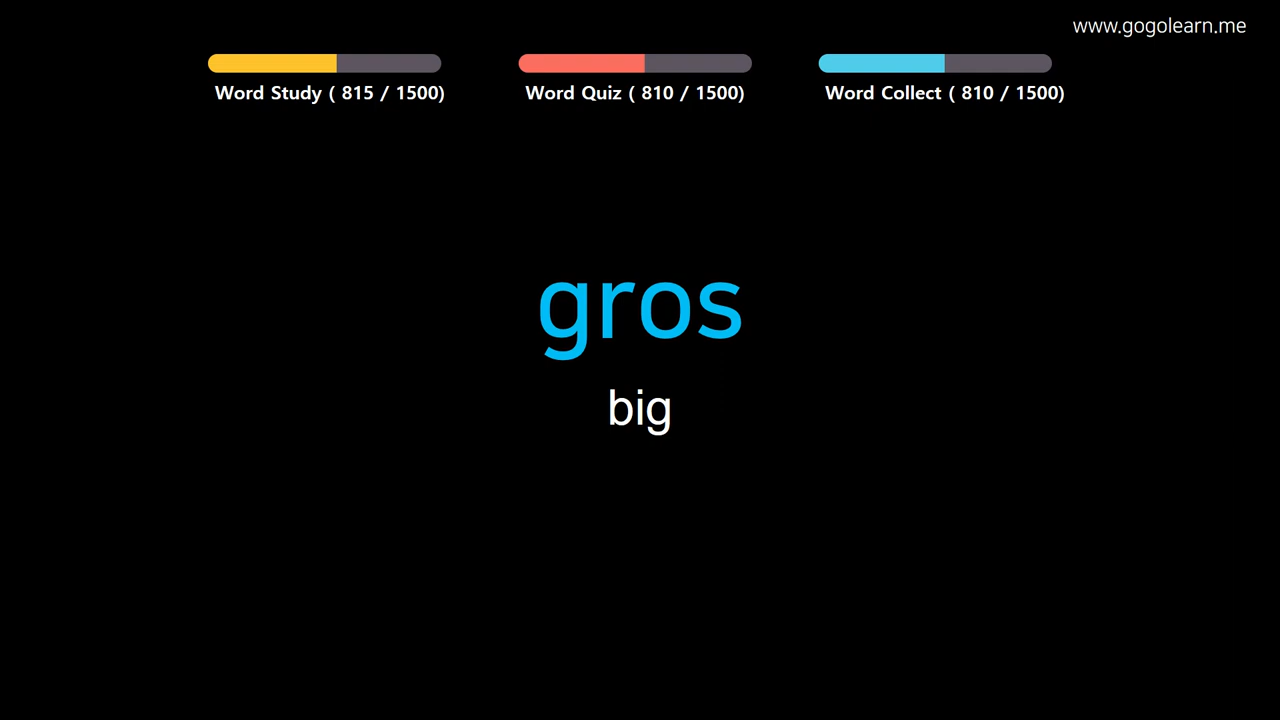 www.gogolearn.me
Word Study ( 815 / 1500)
Word Quiz ( 810 / 1500)
Word Collect ( 810 / 1500)
gros
big